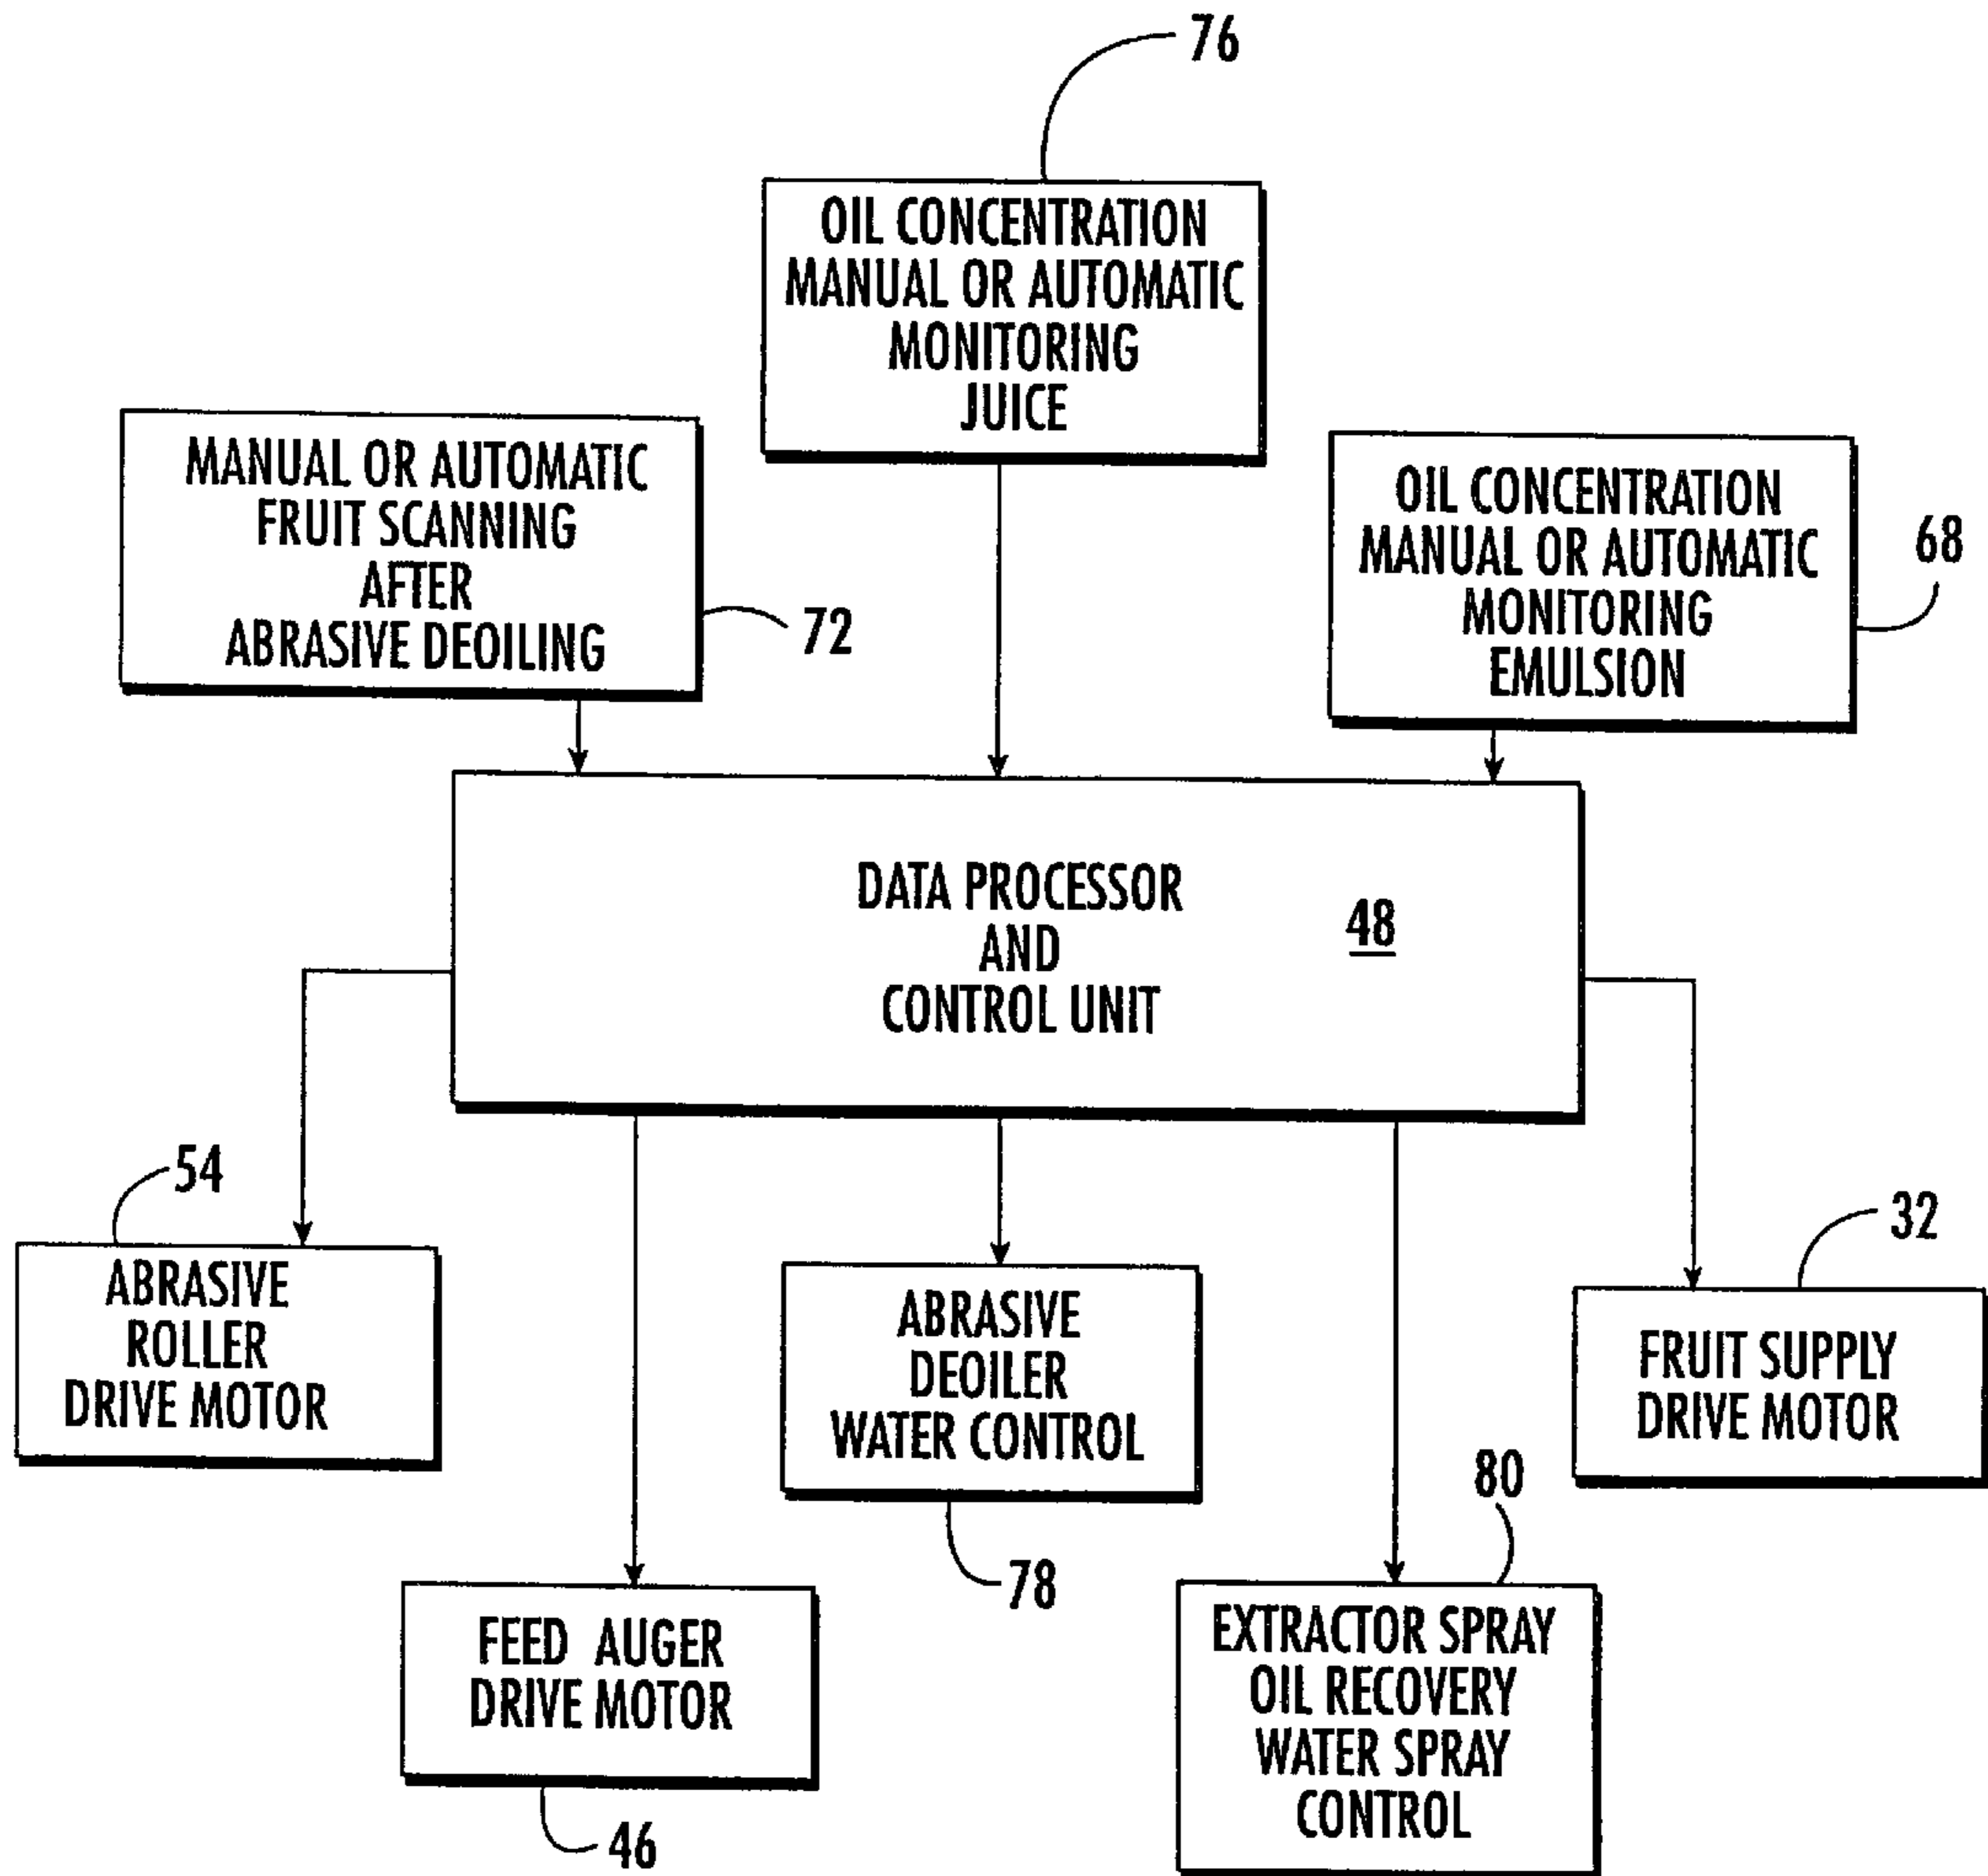 76
OIL CONCENTRATION
MANUAL OR AUTOMATIC
MONITORING
JUICE
MANUAL OR AUTOMATIC
FRUIT SCANNING
AFTER
ABRASIVE DEOILING
72
OIL CONCENTRATION
MANUAL OR AUTOMATIC
MONITORING
EMULSION
68
DATA PROCESSOR
AND
CONTROL UNIT
48
54
ABRASIVE
ROLLER
DRIVE MOTOR
ABRASIVE
DEOILER
WATER CONTROL
78
32
FRUIT SUPPLY
DRIVE MOTOR
FEED AUGER
DRIVE MOTOR
46
80
EXTRACTOR SPRAY
OIL RECOVERY
WATER SPRAY
CONTROL